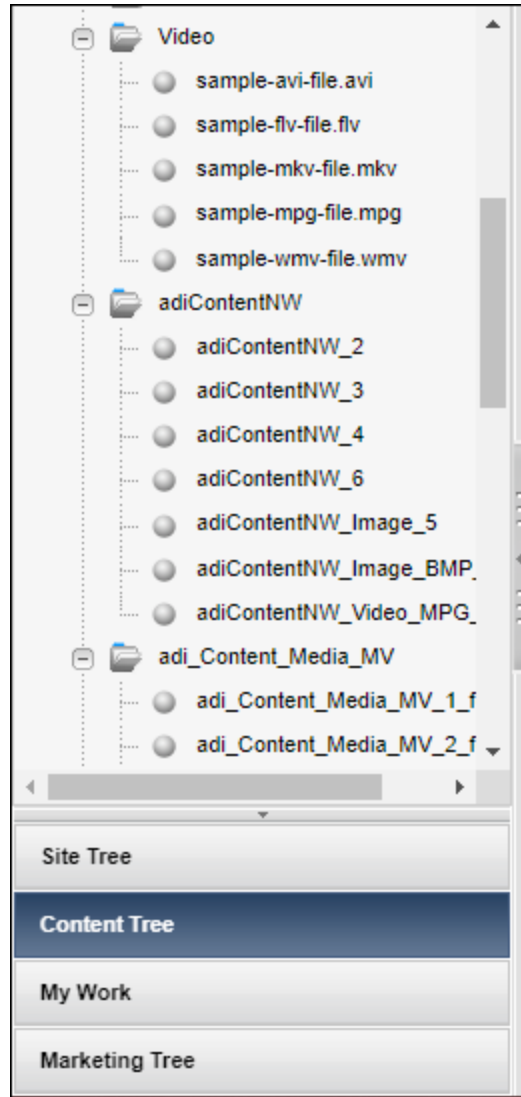 Video
sample-avi-file.avi
sample-flv-file.flv
sample-mkv-file.mkv
sample-mpg-file.mpg
sample-wmv-file.wmv
adiContentNW
adiContentNW_2
adiContentNW_3
adiContentNW_4
adiContentNW_6
adiContentNW_Image_5
adiContentNW_Image_BMP_
adiContentNW_Video_MPG_
adi_Content_Media_MV
adi_Content_Media_MV_1_f
adi_Content_Media_MV_2_f
Site Tree
Content Tree
My Work
Marketing Tree